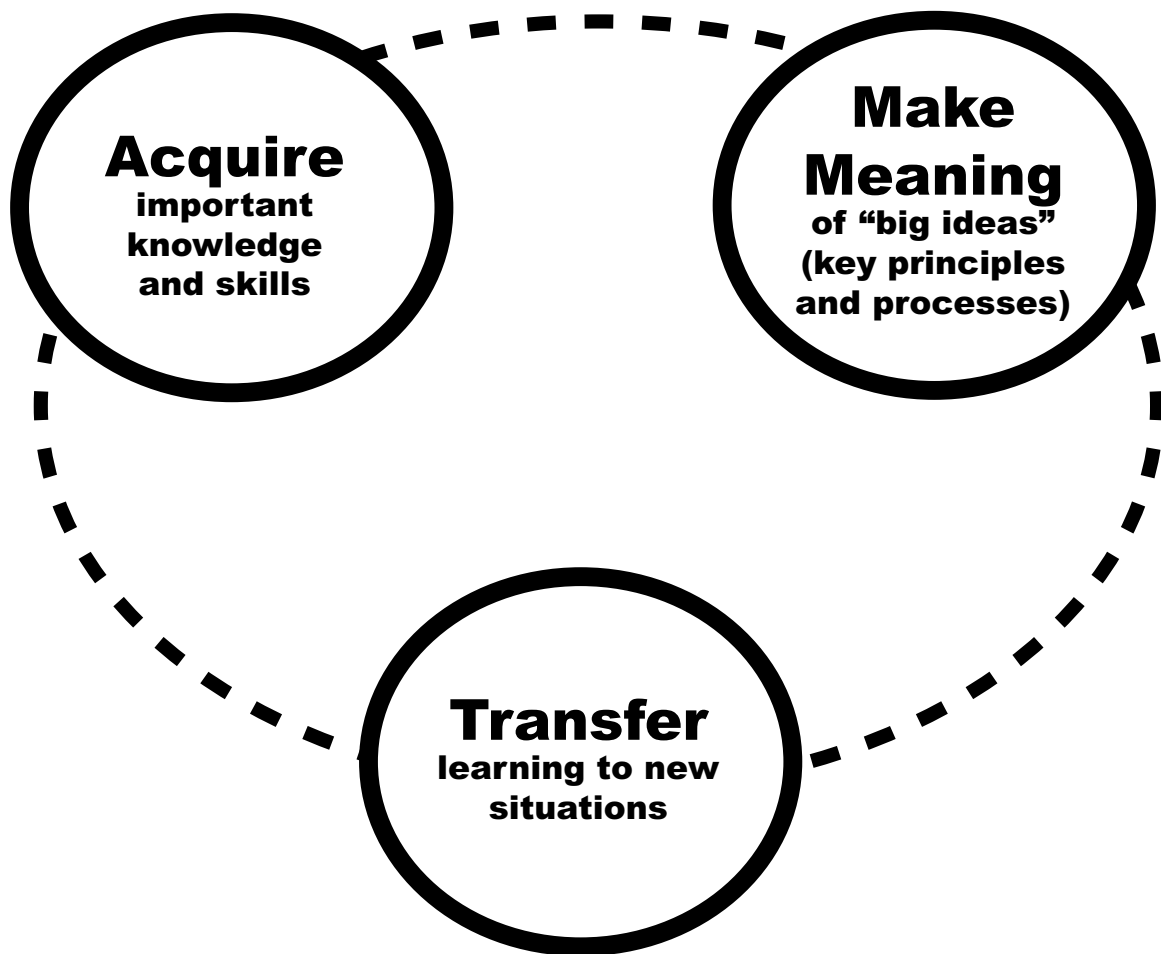 Acquire
important
knowledge
and skills
Make
Meaning
of “big ideas”
(key principles
and processes)
Transfer
learning to new
situations